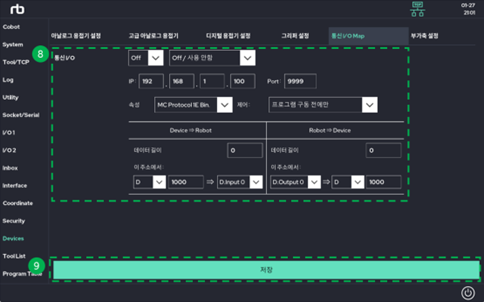 rb
01-27
21:01
Cobot
System
Tool/TCP
Log
Utility
Socket/Serial
I/O 1
I/O 2
Inbox
Interface
Coordinate
Security
Devices
Tool List
Program Table
아날로그 용접기 설정
고급 아날로그 용접기
디지털 용접기 설정
그리퍼 설정
통신I/O Map
부가축 설정
8
통신I/O
Off
Off / 사용 안함
IP : 192 . 168 . 1 . 100 Port : 9999
속성 MC Protocol 1E Bin. 제어: 프로그램 구동 전에만
Device ⇨ Robot
Robot ⇨ Device
데이터 길이 0
데이터 길이 0
이 주소에서:
이 주소에서:
D 1000 ⇨ D.Input 0
D.Output 0 ⇨ D 1000
9
저장